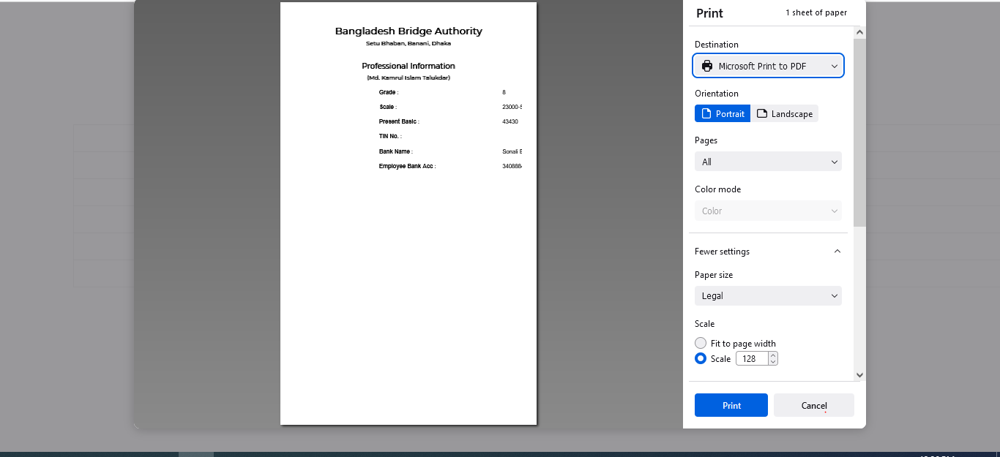 Bangladesh Bridge Authority
Setu Bhaban, Banani, Dhaka
Professional Information
(Md. Kamrul Islam Talukdar)
Grade : 8
Scale : 23000-
Present Basic : 43430
TIN No. :
Bank Name : Sonali
Employee Bank Acc : 340888
Print 1 sheet of paper
Destination
Microsoft Print to PDF
Orientation
Portrait Landscape
Pages
All
Color mode
Color
Fewer settings
Paper size
Legal
Scale
Fit to page width
Scale 128
Print Cancel